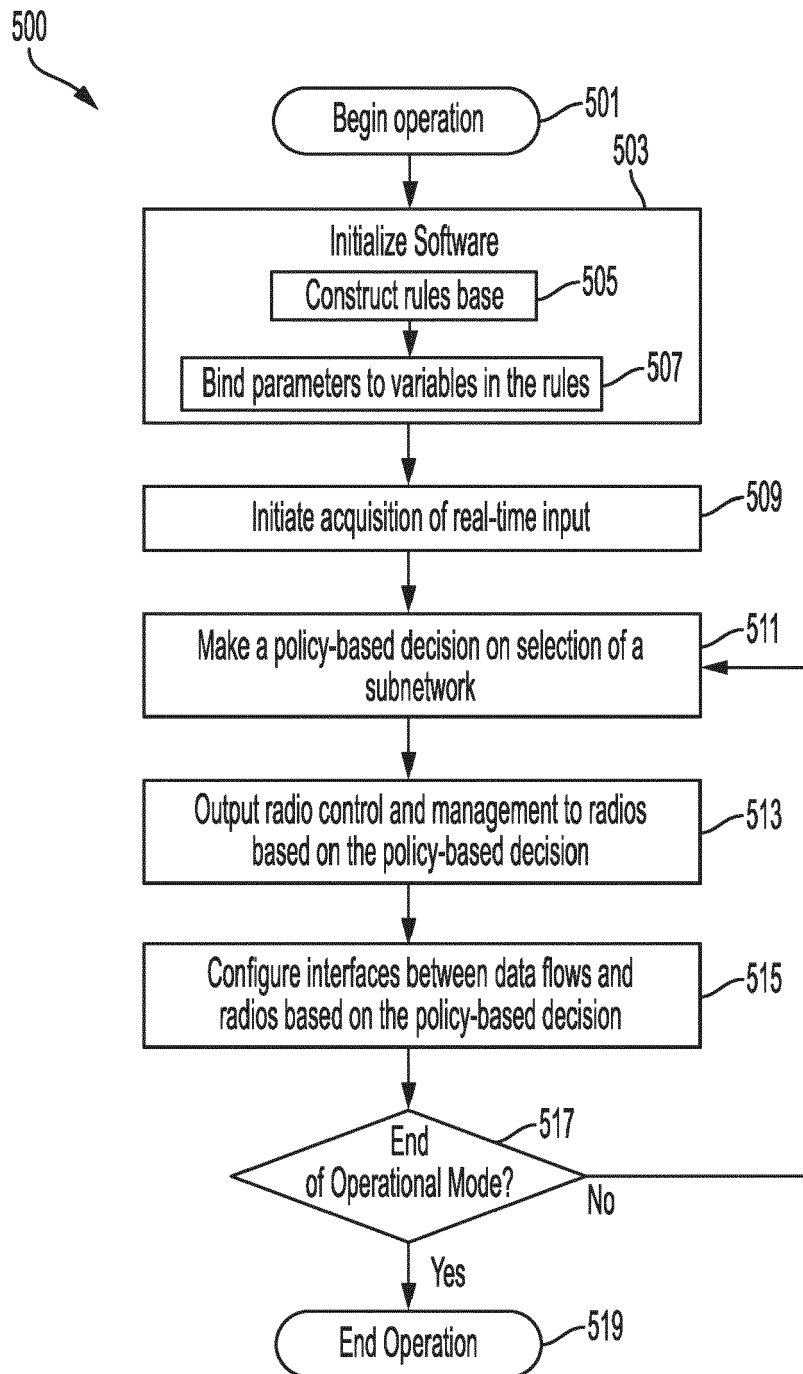 500
Begin operation
501
503
Initialize Software
Construct rules base
505
Bind parameters to variables in the rules
507
Initiate acquisition of real-time input
509
Make a policy-based decision on selection of a
subnetwork
511
Output radio control and management to radios
based on the policy-based decision
513
Configure interfaces between data flows and
radios based on the policy-based decision
515
End
of Operational Mode?
517
No
Yes
End Operation
519